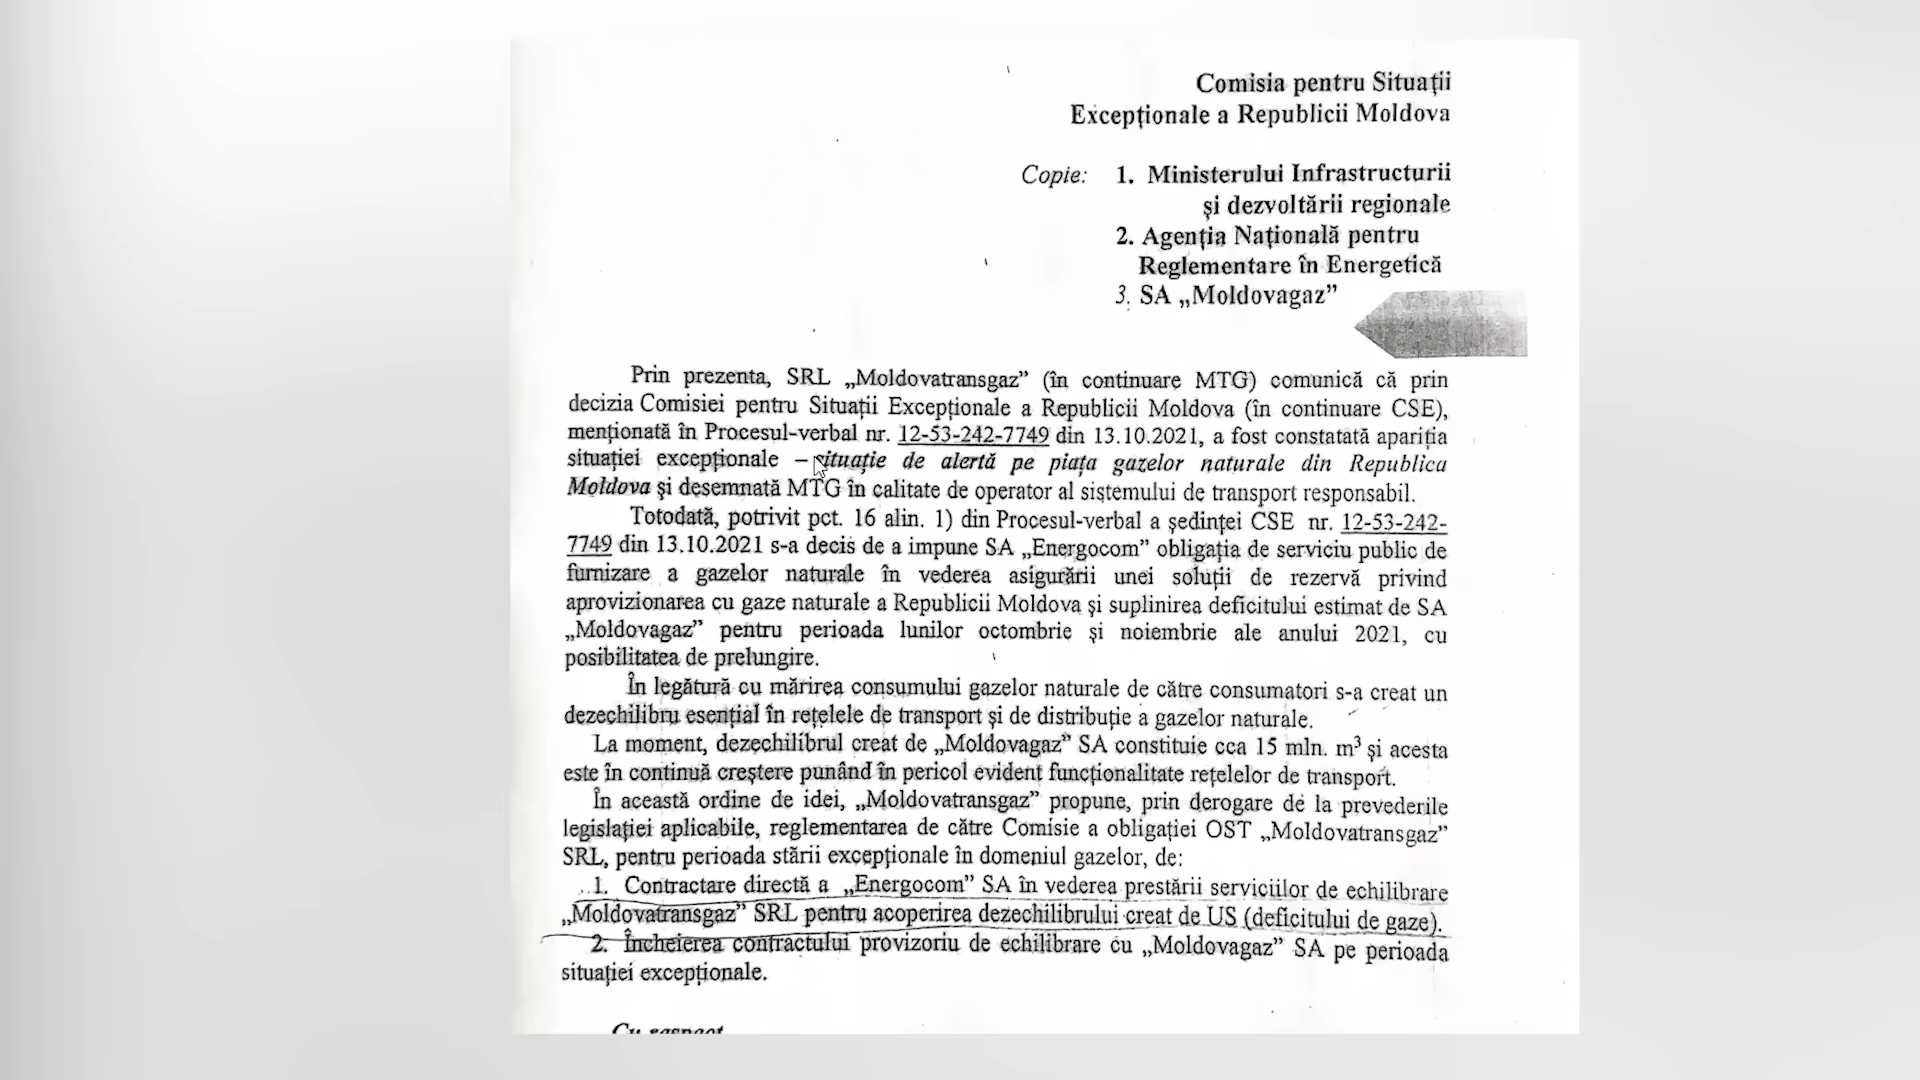 Comisia pentru Situații
Excepționale a Republicii Moldova
Copie: 1. Ministerului Infrastructurii
și dezvoltării regionale
2. Agenția Națională pentru
Reglementare în Energetică
3. SA „Moldovagaz”
Prin prezenta, SRL „Moldovatransgaz” (în continuare MTG) comunică că prin
decizia Comisiei pentru Situații Excepționale a Republicii Moldova (în continuare CSE),
menționată în Procesul-verbal nr. 12-53-242-7749 din 13.10.2021, a fost constatată apariția
situației excepționale – situație de alertă pe piața gazelor naturale din Republica
Moldova și desemnată MTG în calitate de operator al sistemului de transport responsabil.
Totodată, potrivit pct. 16 alin. 1) din Procesul-verbal a ședinței CSE nr. 12-53-242-
7749 din 13.10.2021 s-a decis de a impune SA „Energocom” obligația de serviciu public de
furnizare a gazelor naturale în vederea asigurării unei soluții de rezervă privind
aprovizionarea cu gaze naturale a Republicii Moldova și suplinirea deficitului estimat de SA
„Moldovagaz” pentru perioada lunilor octombrie și noiembrie ale anului 2021, cu
posibilitatea de prelungire.
În legătură cu mărirea consumului gazelor naturale de către consumatori s-a creat un
dezechilibru esențial în rețelele de transport și de distribuție a gazelor naturale.
La moment, dezechilibrul creat de „Moldovagaz” SA constituie cca 15 mln. m³ și acesta
este în continuă creștere punând în pericol evident funcționalitate rețelelor de transport.
În această ordine de idei, „Moldovatransgaz” propune, prin derogare de la prevederile
legislației aplicabile, reglementarea de către Comisie a obligației OST „Moldovatransgaz”
SRL, pentru perioada stării excepționale în domeniul gazelor, de:
1. Contractare directă a „Energocom” SA în vederea prestării serviciilor de echilibrare
„Moldovatransgaz” SRL pentru acoperirea dezechilibrului creat de US (deficitului de gaze).
2. Încheierea contractului provizoriu de echilibrare cu „Moldovagaz” SA pe perioada
situației excepționale.
Cu respect